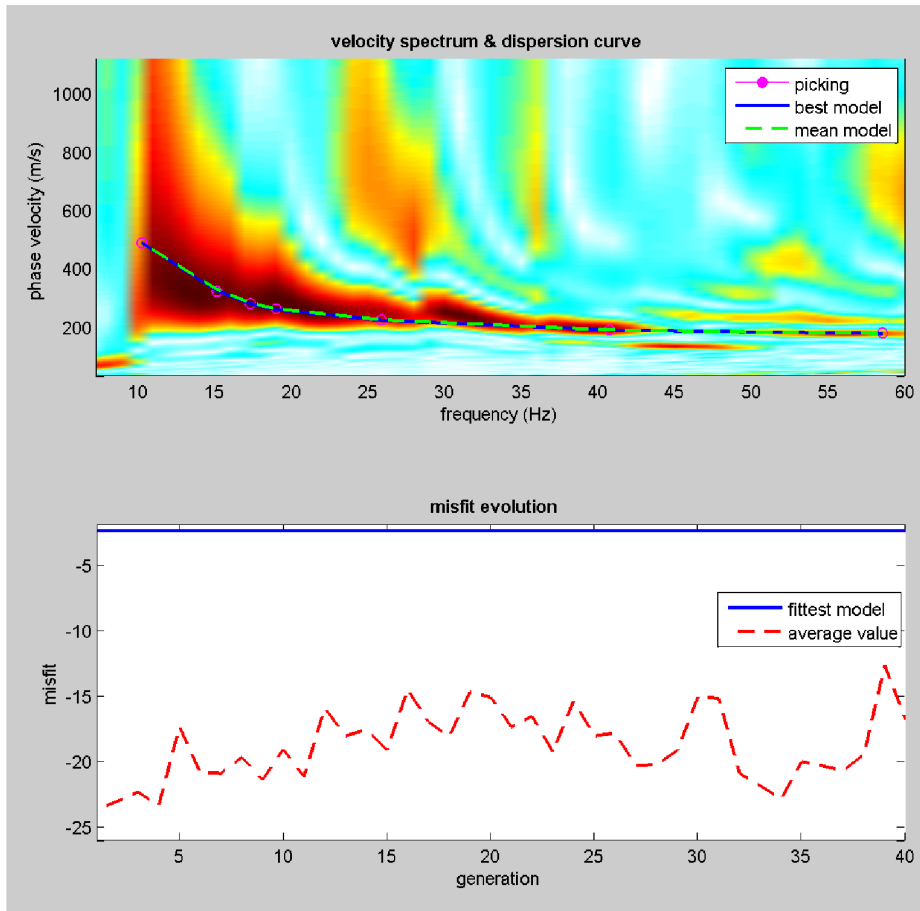 velocity spectrum & dispersion curve
picking
best model
mean model
phase velocity (m/s)
1000
800
600
400
200
10 15 20 25 30 35 40 45 50 55 60
frequency (Hz)
misfit evolution
fittest model
average value
misfit
-5
-10
-15
-20
-25
5 10 15 20 25 30 35 40
generation